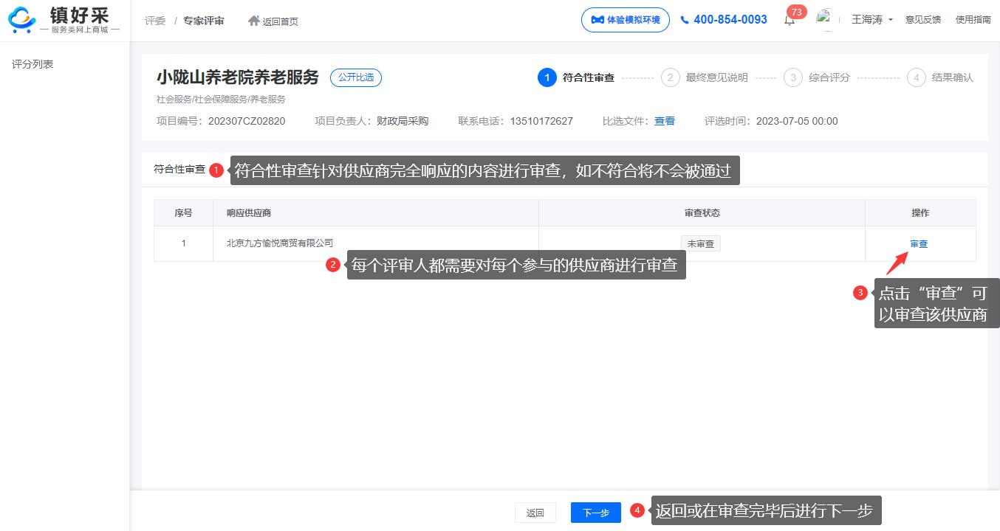 镇好采
服务类网上商城
评委 / 专家评审 返回首页
体验模拟环境 400-854-0093 73 王海涛 意见反馈 使用指南
评分列表
小陇山养老院养老服务 公开比选
1 符合性审查 2 最终意见说明 3 综合评分 4 结果确认
社会服务/社会保障服务/养老服务
项目编号：202307CZ02820 项目负责人：财政局采购 联系电话：13510172627 比选文件：查看 评选时间：2023-07-05 00:00
符合性审查 1 符合性审查针对供应商完全响应的内容进行审查，如不符合将不会被通过
序号 响应供应商 审查状态 操作
1 北京九方愉悦商贸有限公司 未审查 审查
2 每个评审人都需要对每个参与的供应商进行审查
3 点击“审查”可
以审查该供应商
返回 下一步 4 返回或在审查完毕后进行下一步